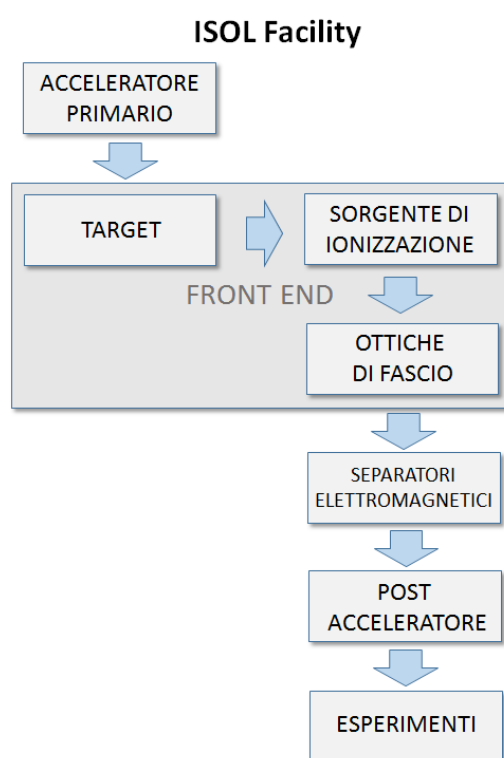 ISOL Facility
ACCELERATORE
PRIMARIO
TARGET
SORGENTE DI
IONIZZAZIONE
FRONT END
OTTICHE
DI FASCIO
SEPARATORI
ELETTROMAGNETICI
POST
ACCELERATORE
ESPERIMENTI